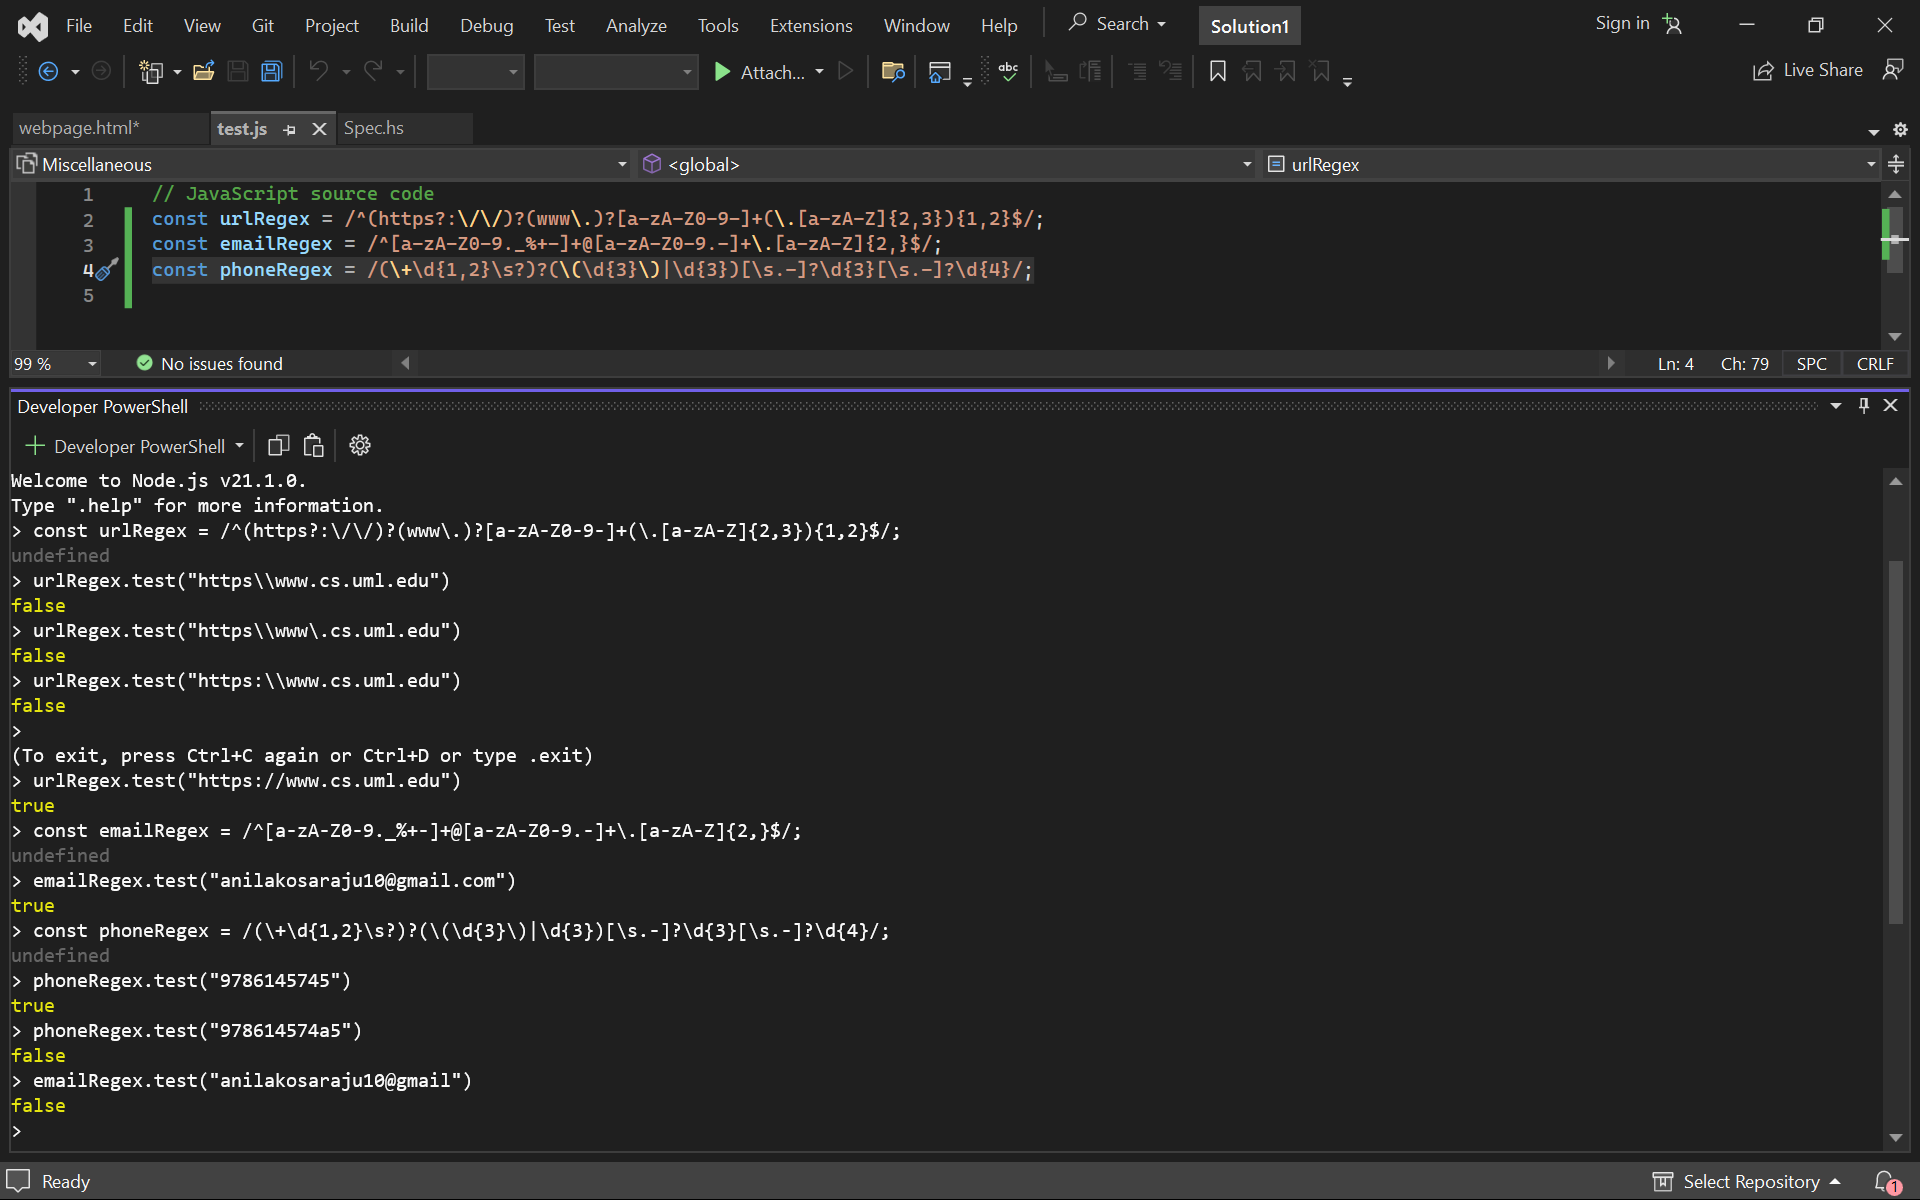 File Edit View Git Project Build Debug Test Analyze Tools Extensions Window Help Search Solution1 Sign in
Attach... Live Share
webpage.html* test.js Spec.hs
Miscellaneous <global> urlRegex
1 // JavaScript source code
2 const urlRegex = /^(https?:\/\/)?(www\.)?[a-zA-Z0-9-]+(\.[a-zA-Z]{2,3}){1,2}$/;
3 const emailRegex = /^[a-zA-Z0-9._%+-]+@[a-zA-Z0-9.-]+\.[a-zA-Z]{2,}$/;
4 const phoneRegex = /(\+\d{1,2}\s?)?(\(\d{3}\)|\d{3})[\s.-]?\d{3}[\s.-]?\d{4}/;
5
99 % No issues found Ln: 4 Ch: 79 SPC CRLF
Developer PowerShell
Developer PowerShell
Welcome to Node.js v21.1.0.
Type ".help" for more information.
> const urlRegex = /^(https?:\/\/)?(www\.)?[a-zA-Z0-9-]+(\.[a-zA-Z]{2,3}){1,2}$/;
undefined
> urlRegex.test("https\\www.cs.uml.edu")
false
> urlRegex.test("https\\www\.cs.uml.edu")
false
> urlRegex.test("https:\\www.cs.uml.edu")
false
>
(To exit, press Ctrl+C again or Ctrl+D or type .exit)
> urlRegex.test("https://www.cs.uml.edu")
true
> const emailRegex = /^[a-zA-Z0-9._%+-]+@[a-zA-Z0-9.-]+\.[a-zA-Z]{2,}$/;
undefined
> emailRegex.test("anilakosaraju10@gmail.com")
true
> const phoneRegex = /(\+\d{1,2}\s?)?(\(\d{3}\)|\d{3})[\s.-]?\d{3}[\s.-]?\d{4}/;
undefined
> phoneRegex.test("9786145745")
true
> phoneRegex.test("978614574a5")
false
> emailRegex.test("anilakosaraju10@gmail")
false
>
Ready Select Repository 1